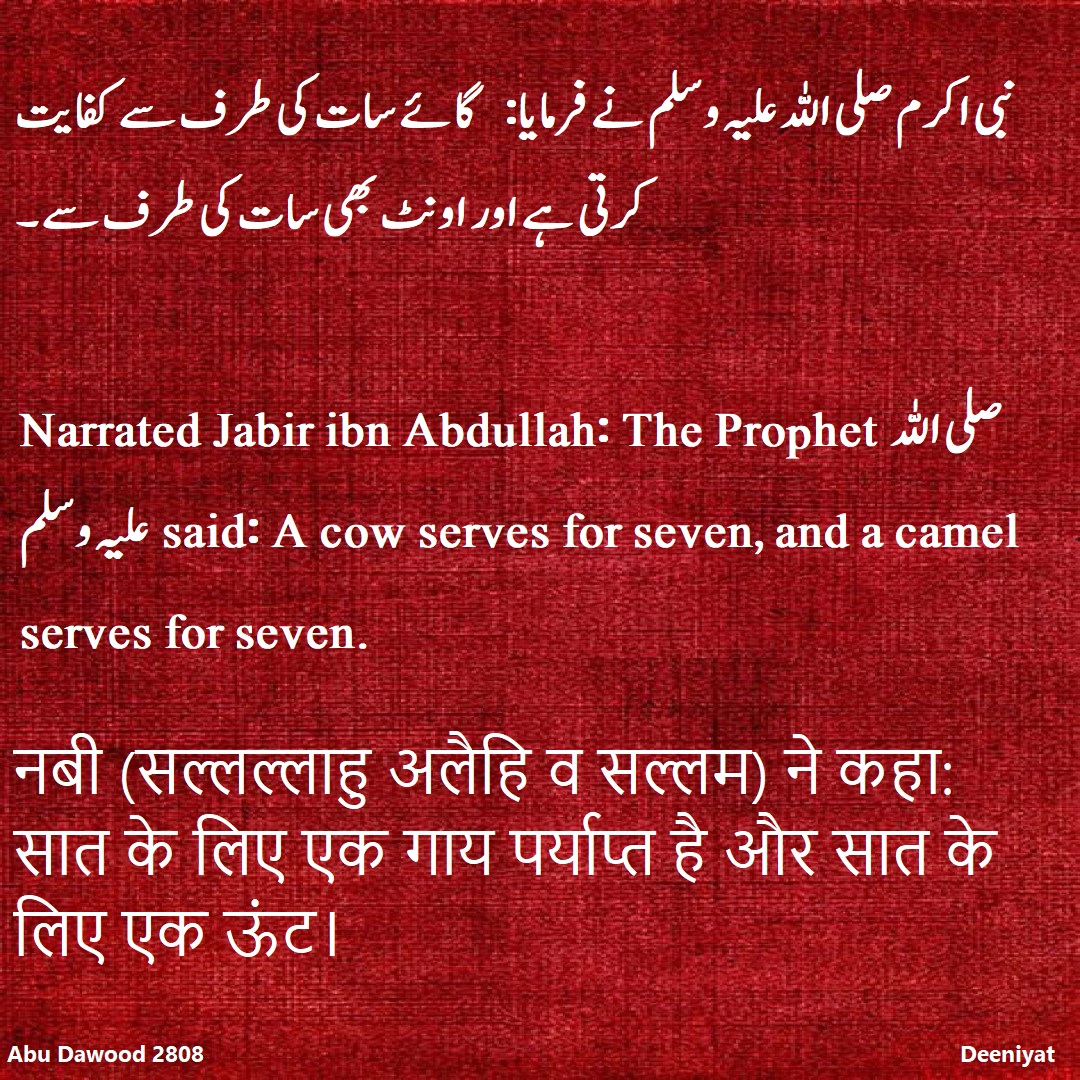 نبی اکرم صلی اللہ علیہ وسلم نے فرمایا: گائے سات کی طرف سے کفایت
کرتی ہے اور اونٹ بھی سات کی طرف سے۔
Narrated Jabir ibn Abdullah: The Prophet صلی اللہ
علیہ وسلم said: A cow serves for seven, and a camel
serves for seven.
नबी (सल्लल्लाहु अलैहि व सल्लम) ने कहा:
सात के लिए एक गाय पर्याप्त है और सात के
लिए एक ऊंट।
Abu Dawood 2808
Deeniyat